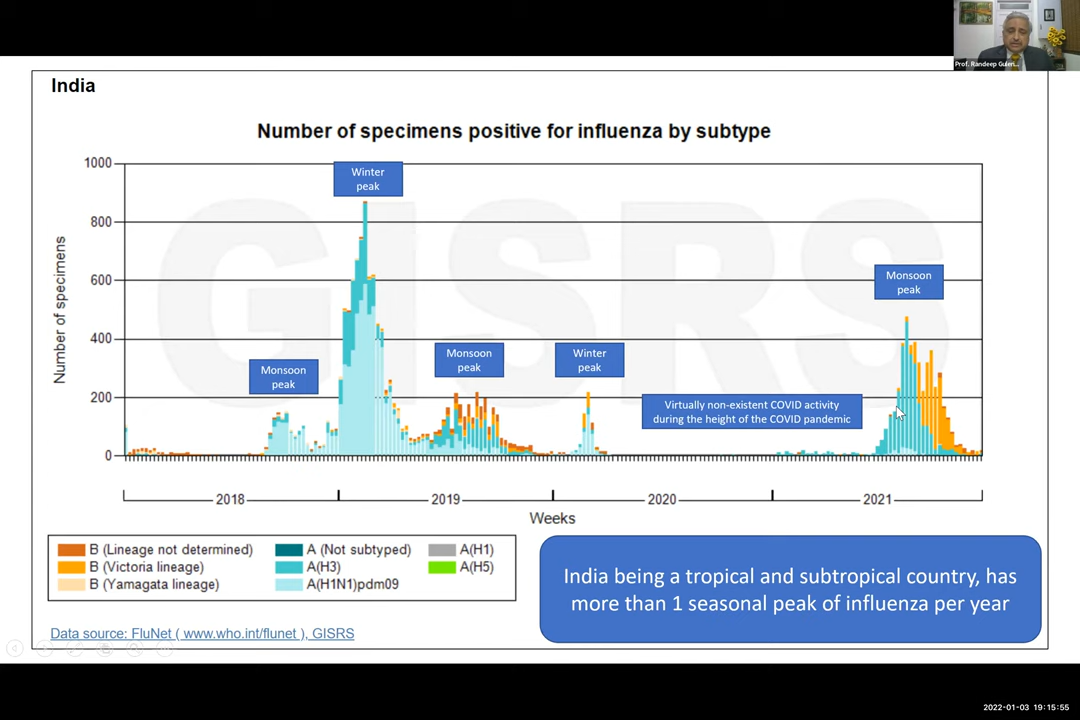 Prof. Randeep Guleri...
India
Number of specimens positive for influenza by subtype
GISRS
Number of specimens
1000
800
600
400
200
0
Winter
peak
Monsoon
peak
Monsoon
peak
Winter
peak
Monsoon
peak
Virtually non-existent COVID activity
during the height of the COVID pandemic
2018
2019
2020
2021
Weeks
B (Lineage not determined)
B (Victoria lineage)
B (Yamagata lineage)
A (Not subtyped)
A(H3)
A(H1N1)pdm09
A(H1)
A(H5)
India being a tropical and subtropical country, has
more than 1 seasonal peak of influenza per year
Data source: FluNet ( www.who.int/flunet ), GISRS
2022-01-03 19:15:55